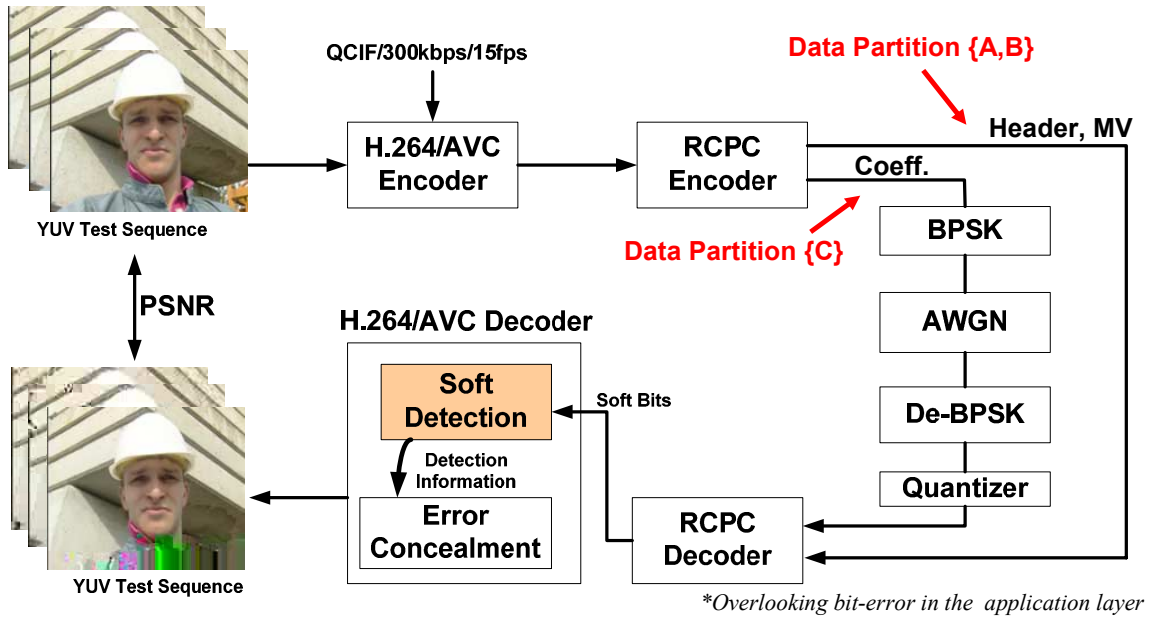 QCIF/300kbps/15fps
Data Partition {A,B}
Header, MV
H.264/AVC
Encoder
RCPC
Encoder
Coeff.
YUV Test Sequence
Data Partition {C}
BPSK
PSNR
H.264/AVC Decoder
AWGN
Soft
Detection
Soft Bits
De-BPSK
Detection
Information
Quantizer
Error
Concealment
RCPC
Decoder
YUV Test Sequence
*Overlooking bit-error in the application layer